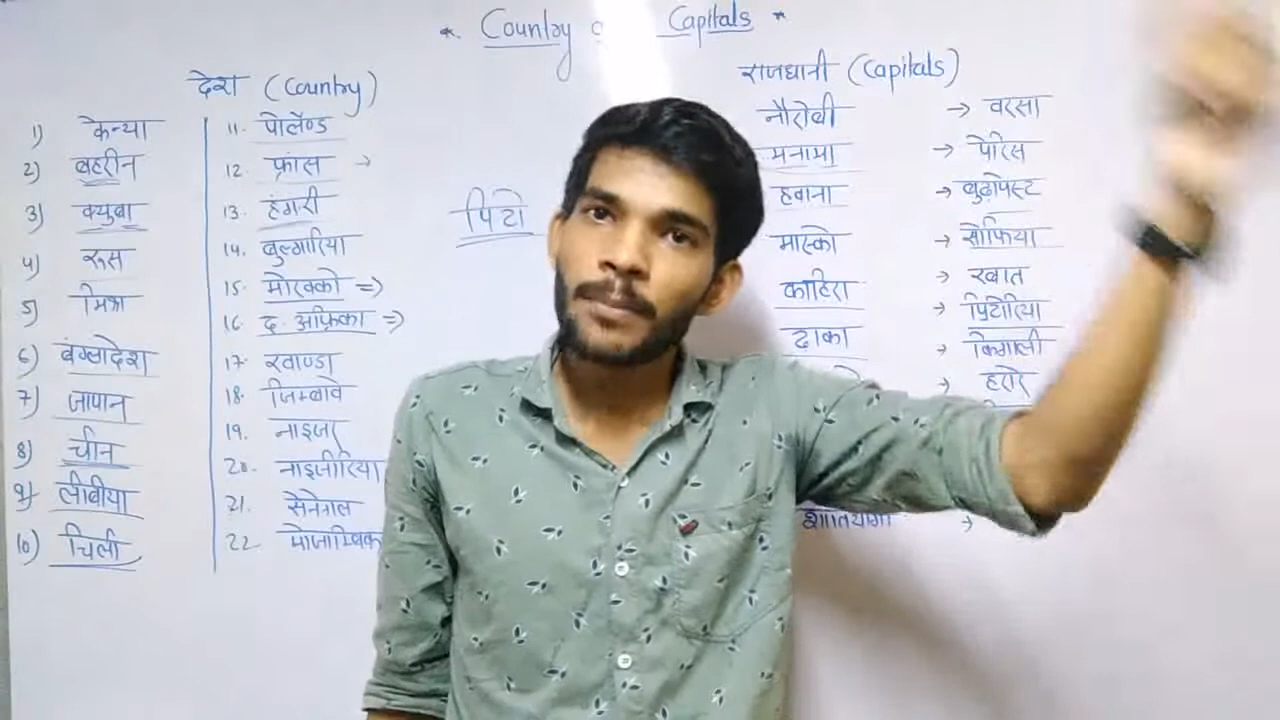 * Country Capitals *
देश (Country)
1) केन्या
2) बहरीन
3) क्युबा
4) रूस
5) मिस्र
6) बंग्लादेश
7) जापान
8) चीन
9) लीबीया
10) चिली
11. पोलैण्ड
12. फ्रांस →
13. हंगरी
14. बुल्गारिया
15. मोरक्को ⇒
16. द. अफ्रिका ⇒
17. रवाण्डा
18. जिम्बावे
19. नाइजर
20. नाइजीरिया
21. सेनेगल
22 मोजाम्बिक
पिटो
राजधानी (Capitals)
नौरोबी
मनामा
हवाना
मास्को
काहिरा
ढाका
→ वरसा
→ पेरिस
→ बुढ़ापेस्ट
→ सोफिया
→ रबात
→ प्रिटोरिया
→ किगाली
→ हरारे